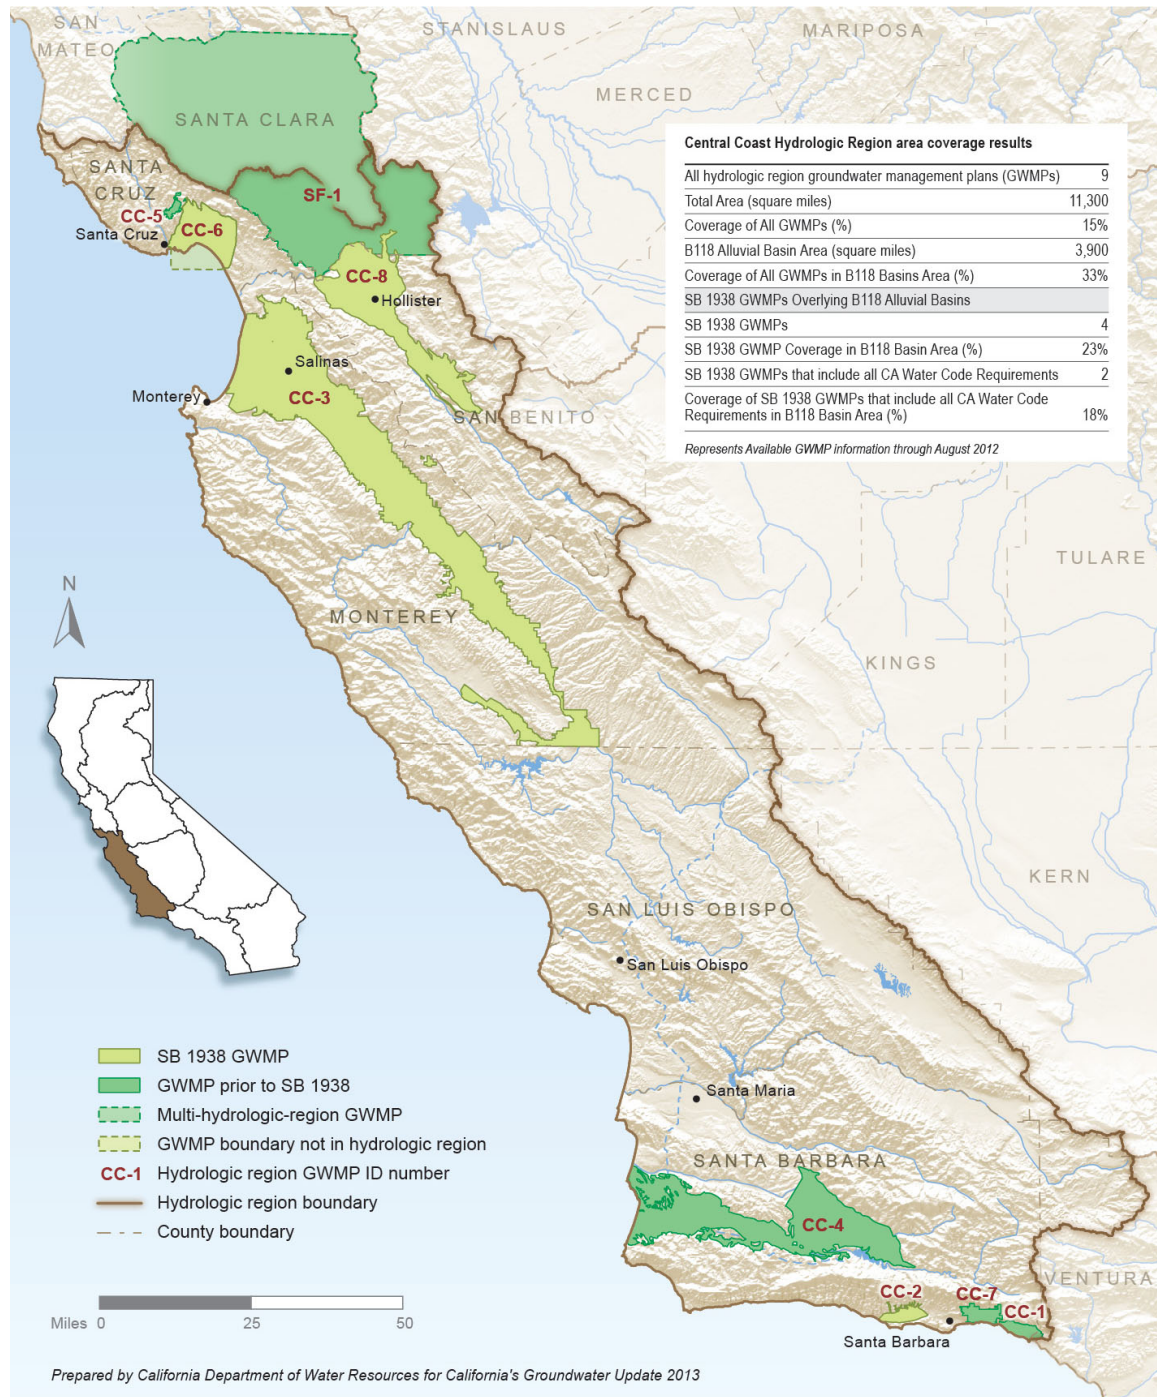 SAN
MATEO
STANISLAUS
MARIPOSA
MERCED
SANTA CLARA
SANTA
CRUZ
SF-1
CC-5
Santa Cruz
CC-6
CC-8
Hollister
Salinas
Monterey
CC-3
SAN BENITO
Central Coast Hydrologic Region area coverage results
All hydrologic region groundwater management plans (GWMPs) 9
Total Area (square miles) 11,300
Coverage of All GWMPs (%) 15%
B118 Alluvial Basin Area (square miles) 3,900
Coverage of All GWMPs in B118 Basins Area (%) 33%
SB 1938 GWMPs Overlying B118 Alluvial Basins
SB 1938 GWMPs 4
SB 1938 GWMP Coverage in B118 Basin Area (%) 23%
SB 1938 GWMPs that include all CA Water Code Requirements 2
Coverage of SB 1938 GWMPs that include all CA Water Code
Requirements in B118 Basin Area (%) 18%
Represents Available GWMP information through August 2012
TULARE
N
MONTEREY
KINGS
KERN
SAN LUIS OBISPO
San Luis Obispo
Santa Maria
SANTA BARBARA
CC-4
VENTURA
CC-2
CC-7
CC-1
Santa Barbara
SB 1938 GWMP
GWMP prior to SB 1938
Multi-hydrologic-region GWMP
GWMP boundary not in hydrologic region
CC-1 Hydrologic region GWMP ID number
Hydrologic region boundary
County boundary
Miles 0 25 50
Prepared by California Department of Water Resources for California's Groundwater Update 2013